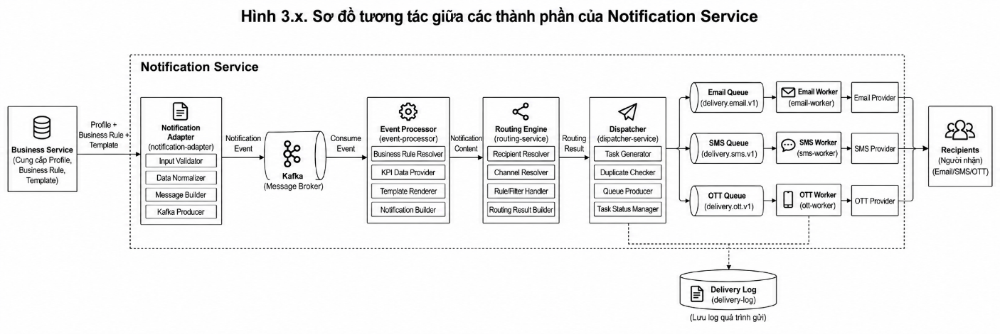 Hình 3.x. Sơ đồ tương tác giữa các thành phần của Notification Service
Notification Service
Business Service
(Cung cấp Profile,
Business Rule,
Template)
Profile +
Business Rule +
Template
Notification
Adapter
(notification-adapter)
Input Validator
Data Normalizer
Message Builder
Kafka Producer
Notification
Event
Kafka
(Message Broker)
Consume
Event
Event Processor
(event-processor)
Business Rule Resolver
KPI Data Provider
Template Renderer
Notification Builder
Notification
Content
Routing Engine
(routing-service)
Recipient Resolver
Channel Resolver
Rule/Filter Handler
Routing Result Builder
Routing
Result
Dispatcher
(dispatcher-service)
Task Generator
Duplicate Checker
Queue Producer
Task Status Manager
Email Queue
(delivery.email.v1)
Email Worker
(email-worker)
Email Provider
SMS Queue
(delivery.sms.v1)
SMS Worker
(sms-worker)
SMS Provider
OTT Queue
(delivery.ott.v1)
OTT Worker
(ott-worker)
OTT Provider
Recipients
(Người nhận)
(Email/SMS/OTT)
Delivery Log
(delivery-log)
(Lưu log quá trình gửi)